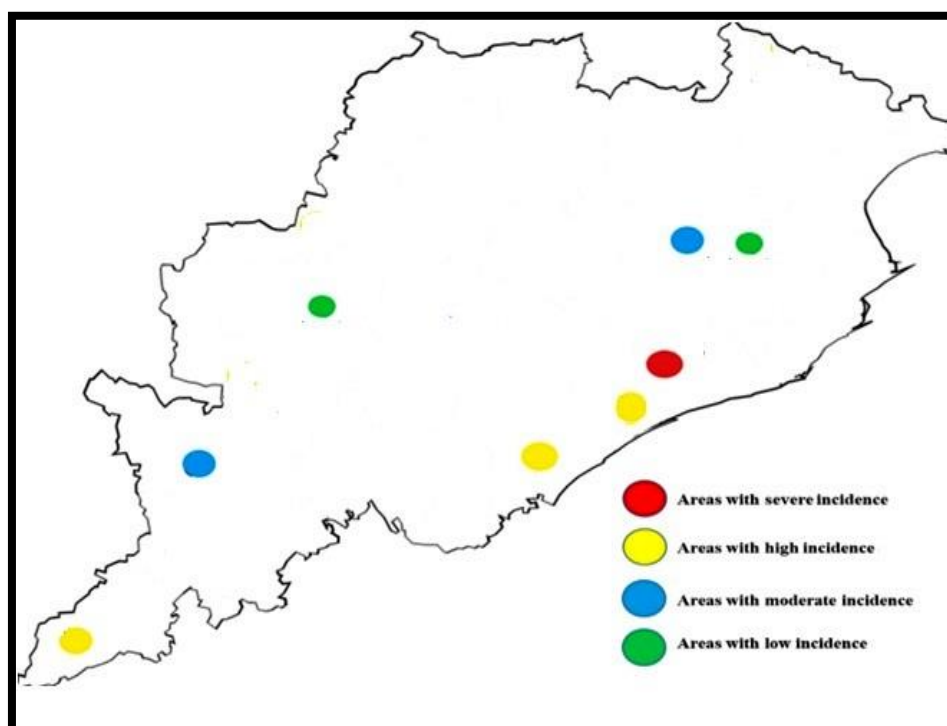 Areas with severe incidence
Areas with high incidence
Areas with moderate incidence
Areas with low incidence